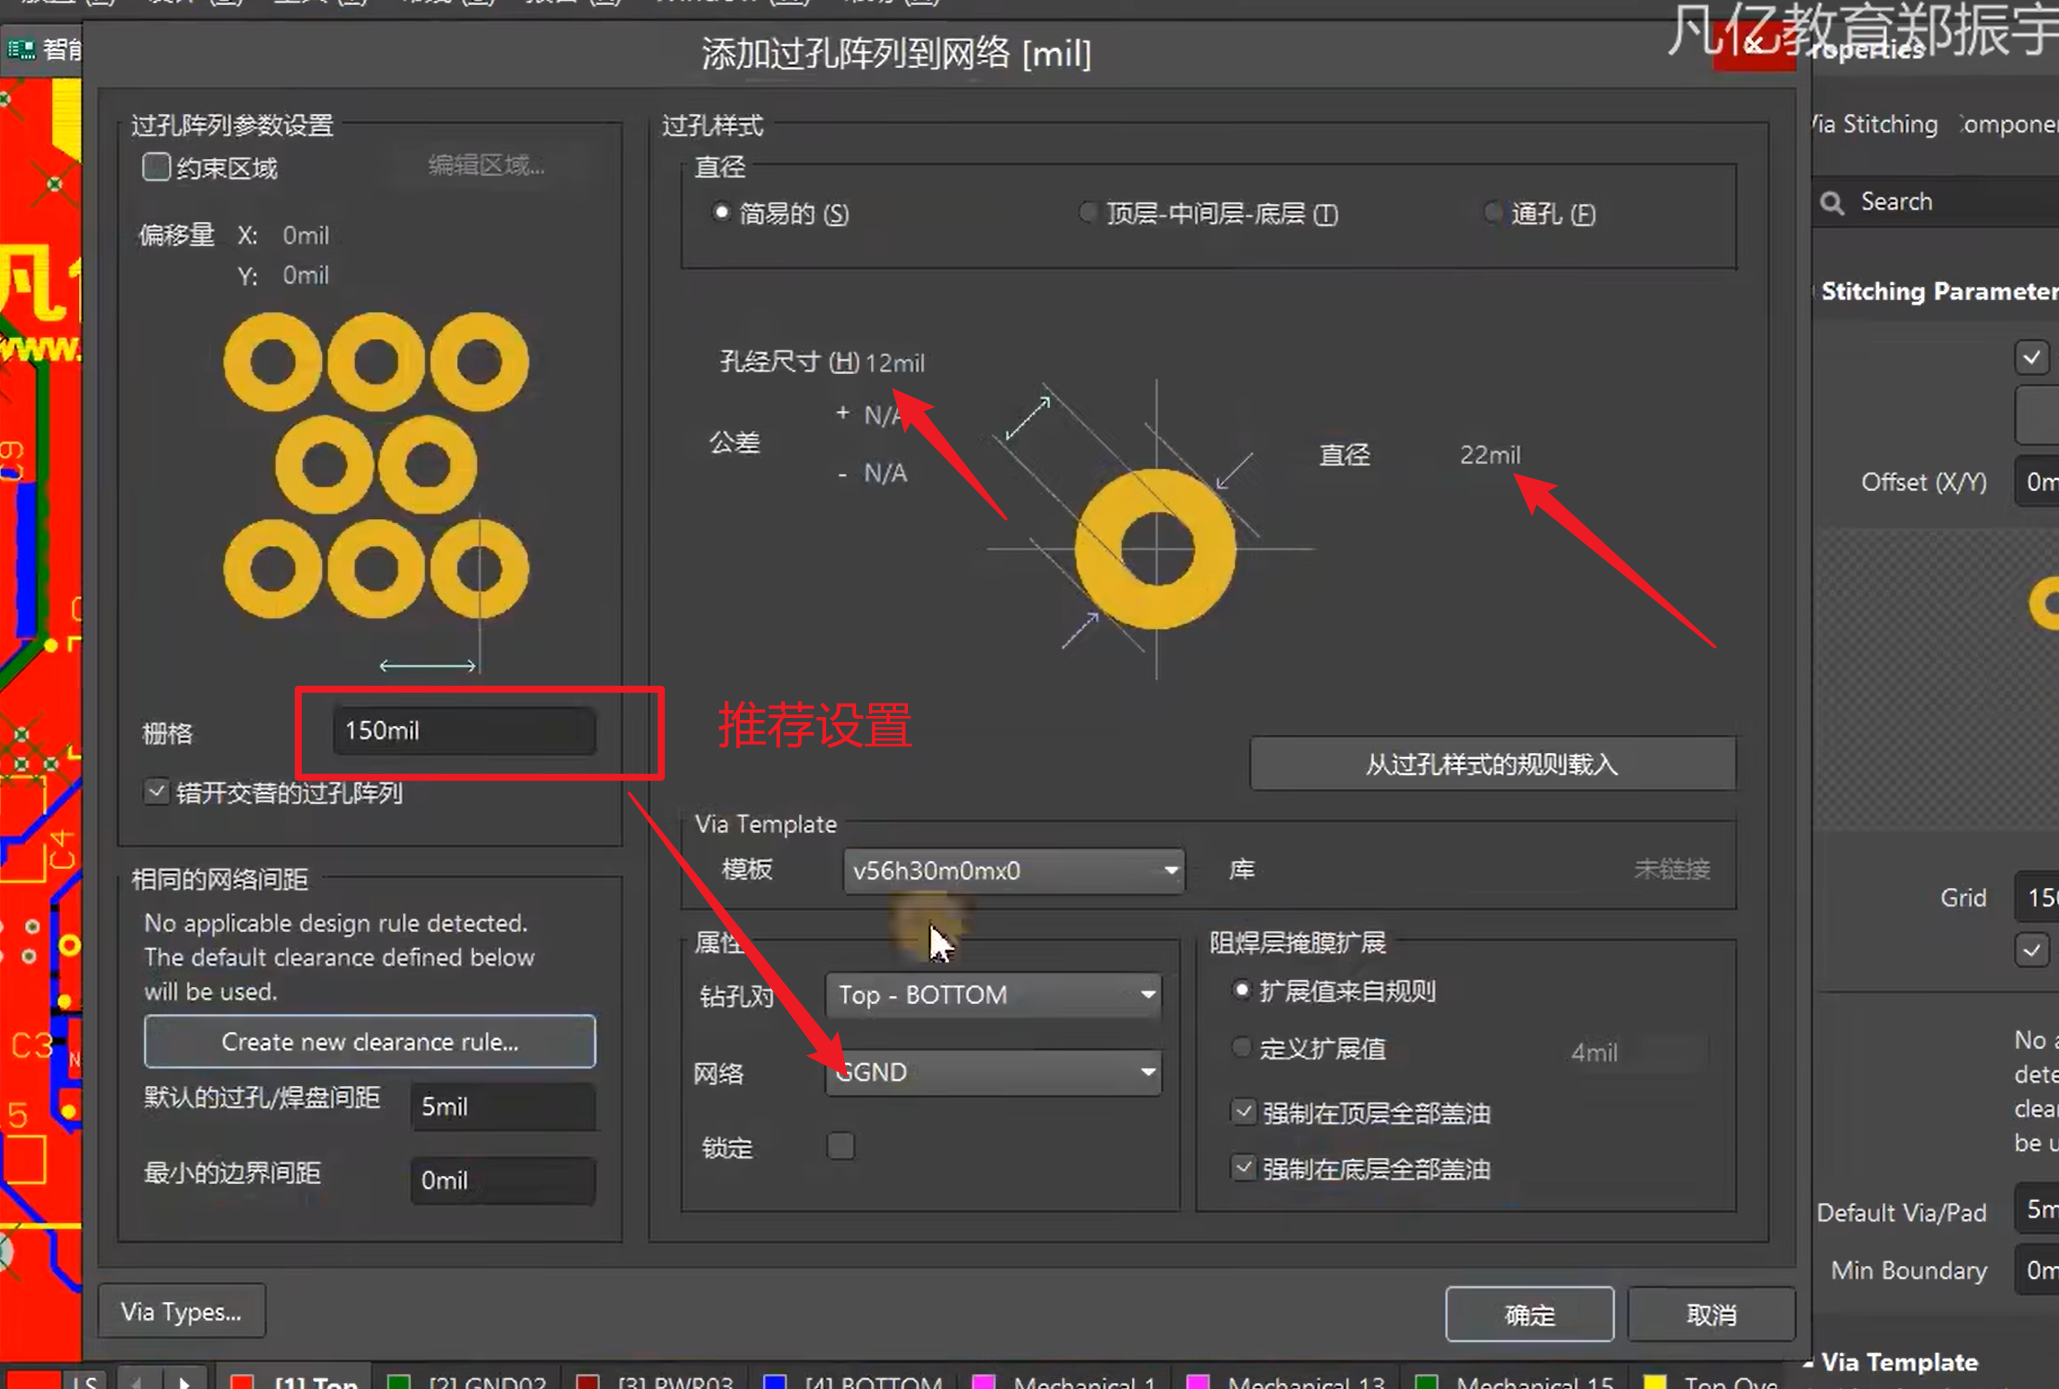 凡亿教育郑振宇
智能
添加过孔阵列到网络 [mil]
过孔阵列参数设置
约束区域
编辑区域...
偏移量 X: 0mil
Y: 0mil
栅格
150mil
错开交替的过孔阵列
推荐设置
相同的网络间距
No applicable design rule detected.
The default clearance defined below
will be used.
Create new clearance rule...
默认的过孔/焊盘间距
5mil
最小的边界间距
0mil
过孔样式
直径
简易的 (S)
顶层-中间层-底层 (T)
通孔 (F)
孔经尺寸 (H) 12mil
公差
+ N/A
- N/A
直径
22mil
从过孔样式的规则载入
Via Template
模板
v56h30m0mx0
库
未链接
属性
钻孔对
Top - BOTTOM
网络
GGND
锁定
阻焊层掩膜扩展
扩展值来自规则
定义扩展值
4mil
强制在顶层全部盖油
强制在底层全部盖油
Via Types...
确定
取消
roperties
Via Stitching
Search
Stitching Parameter
Offset (X/Y)
0m
Grid
150
Default Via/Pad
5m
Min Boundary
0m
Via Template
C4
C3
LS
[1] Top
[2] GND02
[3] PWR03
[4] BOTTOM
Mechanical 1
Mechanical 13
Mechanical 15
Top Ove